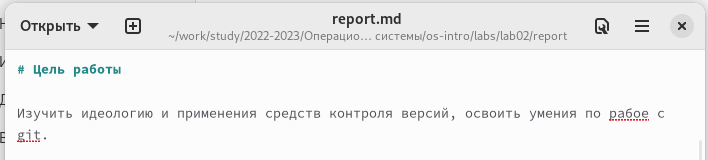 Открыть
report.md
~/work/study/2022-2023/Операцио… системы/os-intro/labs/lab02/report
# Цель работы
Изучить идеологию и применения средств контроля версий, освоить умения по рабое с
git.